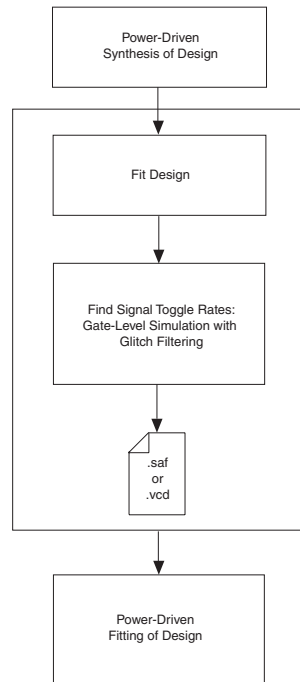 Power-Driven
Synthesis of Design
Fit Design
Find Signal Toggle Rates:
Gate-Level Simulation with
Glitch Filtering
.saf
or
.vcd
Power-Driven
Fitting of Design